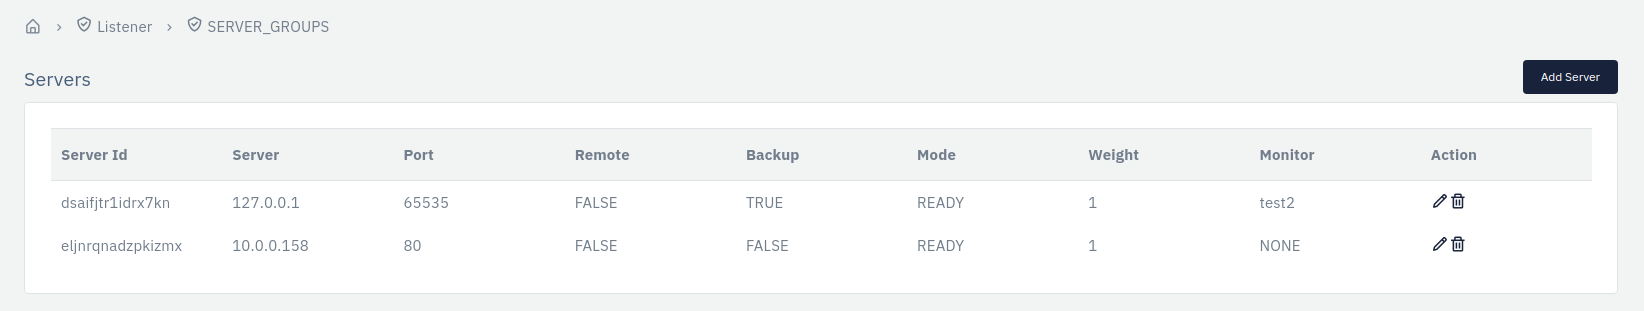 Listener SERVER_GROUPS
Servers
Add Server
Server Id Server Port Remote Backup Mode Weight Monitor Action
dsaifjtr1idrx7kn 127.0.0.1 65535 FALSE TRUE READY 1 test2
eljnrqnadzpkizmx 10.0.0.158 80 FALSE FALSE READY 1 NONE